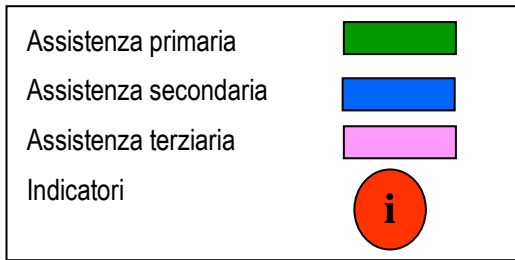 Assistenza primaria
Assistenza secondaria
Assistenza terziaria
Indicatori
i